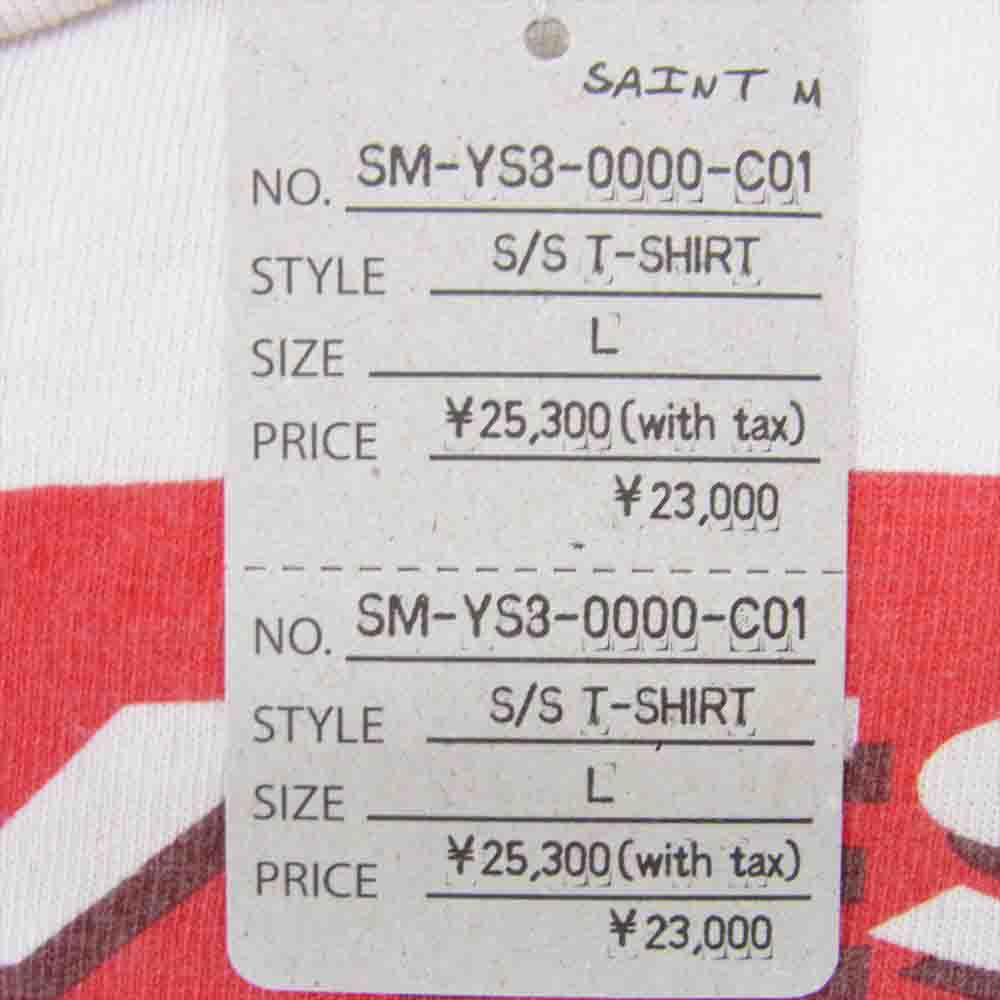 SAINT M
NO. SM-YS3-0000-C01
STYLE S/S T-SHIRT
SIZE L
PRICE ¥25,300(with tax)
¥23,000
NO. SM-YS3-0000-C01
STYLE S/S T-SHIRT
SIZE L
PRICE ¥25,300(with tax)
¥23,000